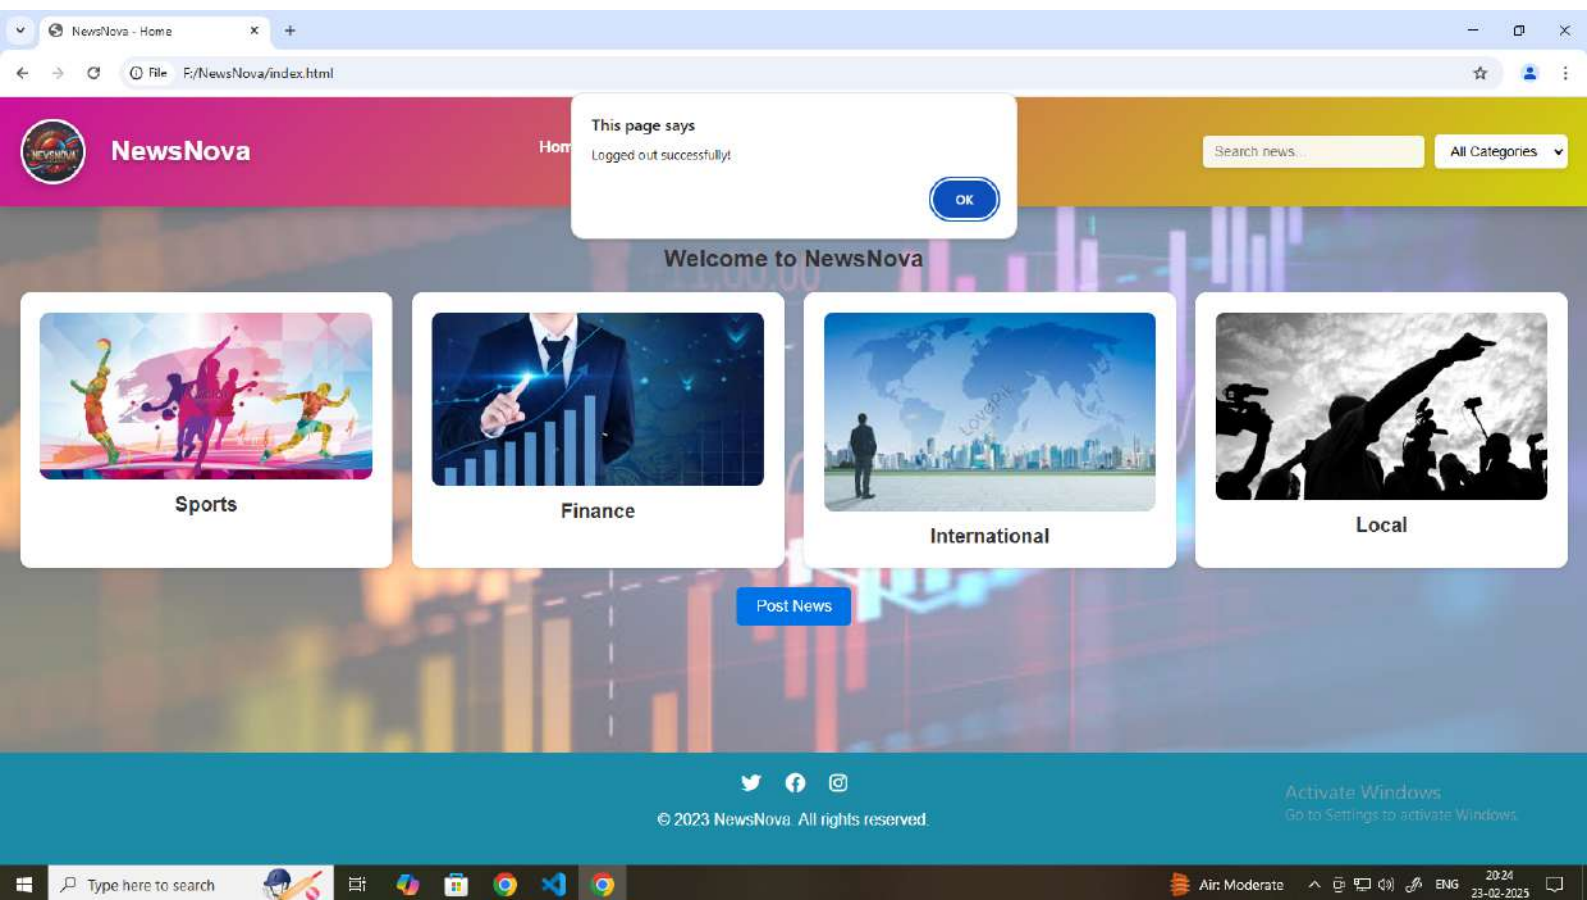 NewsNova - Home
File F:/NewsNova/index.html
This page says
Logged out successfully!
OK
NEWSNOVA
NewsNova
Hom
Search news...
All Categories
Welcome to NewsNova
Sports
Finance
International
Local
Post News
© 2023 NewsNova. All rights reserved.
Activate Windows
Go to Settings to activate Windows.
Type here to search
Air: Moderate
ENG
20:24
23-02-2025